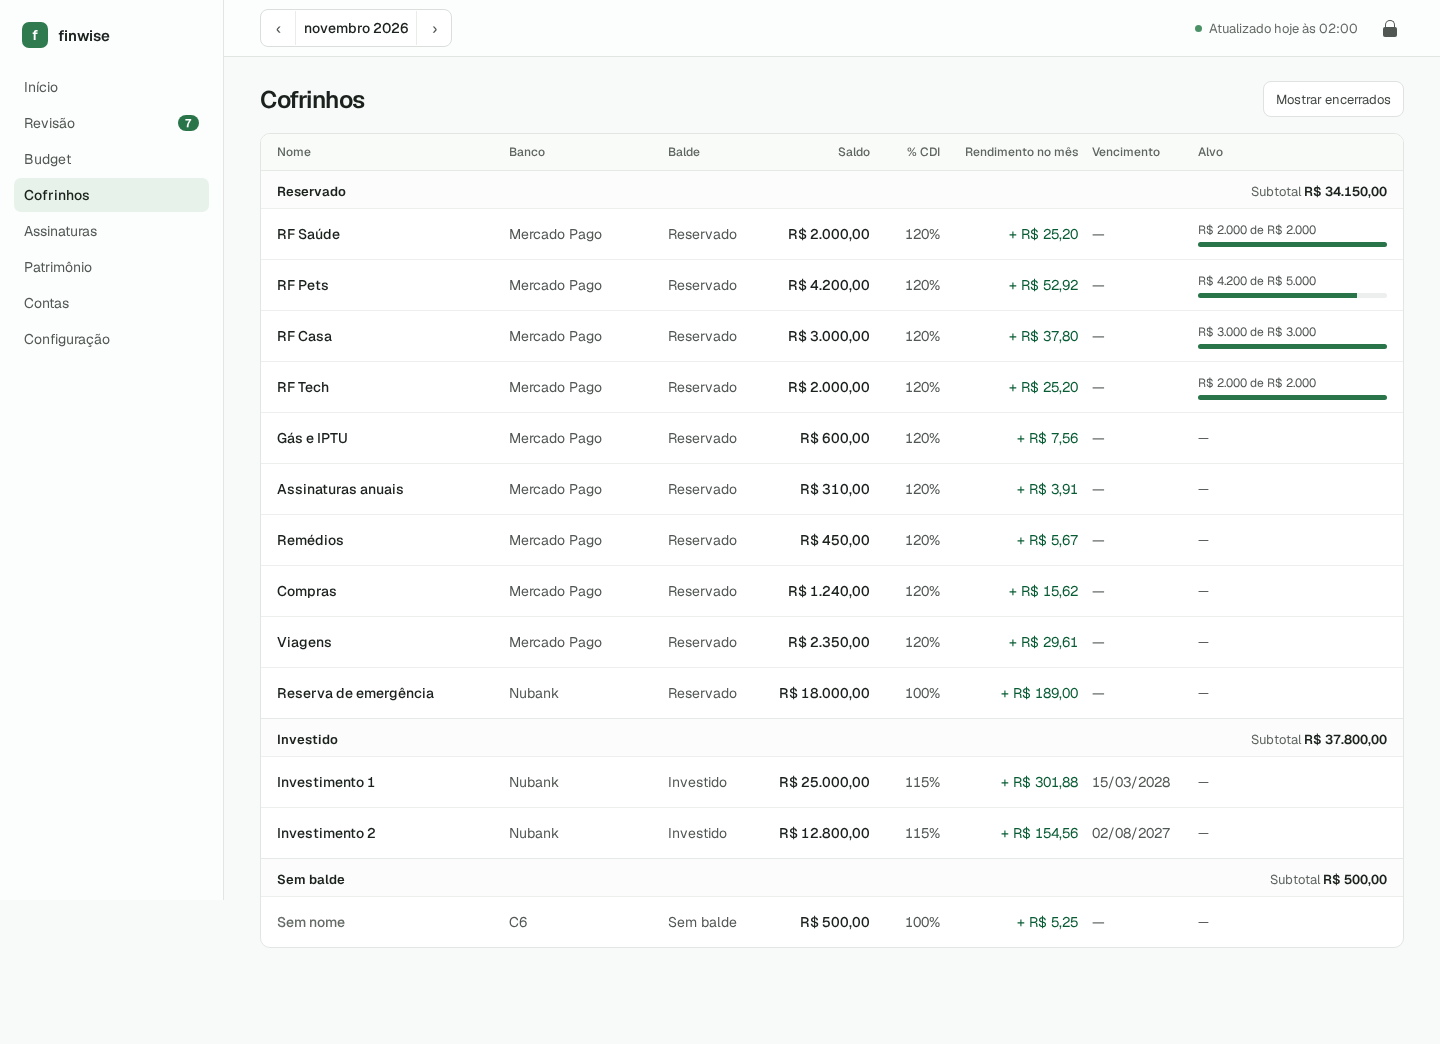 f finwise
Início
Revisão 7
Budget
Cofrinhos
Assinaturas
Patrimônio
Contas
Configuração
‹ novembro 2026 ›
Atualizado hoje às 02:00
Cofrinhos
Mostrar encerrados
Nome Banco Balde Saldo % CDI Rendimento no mês Vencimento Alvo
Reservado Subtotal R$ 34.150,00
RF Saúde Mercado Pago Reservado R$ 2.000,00 120% + R$ 25,20 — R$ 2.000 de R$ 2.000
RF Pets Mercado Pago Reservado R$ 4.200,00 120% + R$ 52,92 — R$ 4.200 de R$ 5.000
RF Casa Mercado Pago Reservado R$ 3.000,00 120% + R$ 37,80 — R$ 3.000 de R$ 3.000
RF Tech Mercado Pago Reservado R$ 2.000,00 120% + R$ 25,20 — R$ 2.000 de R$ 2.000
Gás e IPTU Mercado Pago Reservado R$ 600,00 120% + R$ 7,56 — —
Assinaturas anuais Mercado Pago Reservado R$ 310,00 120% + R$ 3,91 — —
Remédios Mercado Pago Reservado R$ 450,00 120% + R$ 5,67 — —
Compras Mercado Pago Reservado R$ 1.240,00 120% + R$ 15,62 — —
Viagens Mercado Pago Reservado R$ 2.350,00 120% + R$ 29,61 — —
Reserva de emergência Nubank Reservado R$ 18.000,00 100% + R$ 189,00 — —
Investido Subtotal R$ 37.800,00
Investimento 1 Nubank Investido R$ 25.000,00 115% + R$ 301,88 15/03/2028 —
Investimento 2 Nubank Investido R$ 12.800,00 115% + R$ 154,56 02/08/2027 —
Sem balde Subtotal R$ 500,00
Sem nome C6 Sem balde R$ 500,00 100% + R$ 5,25 — —